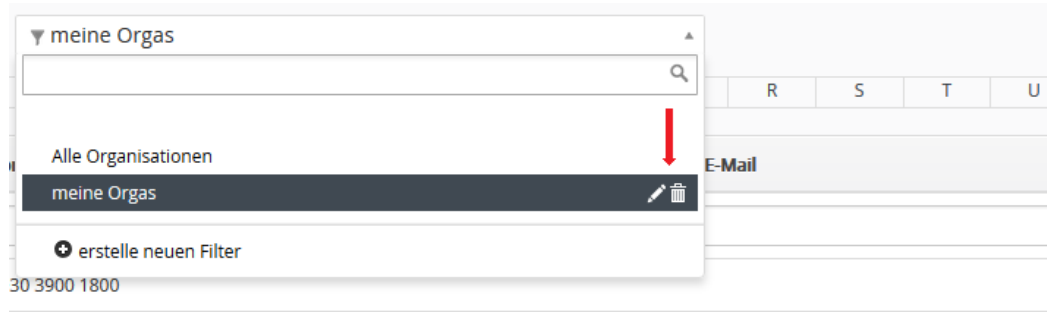 meine Orgas
R S T U
Alle Organisationen
E-Mail
meine Orgas
erstelle neuen Filter
30 3900 1800